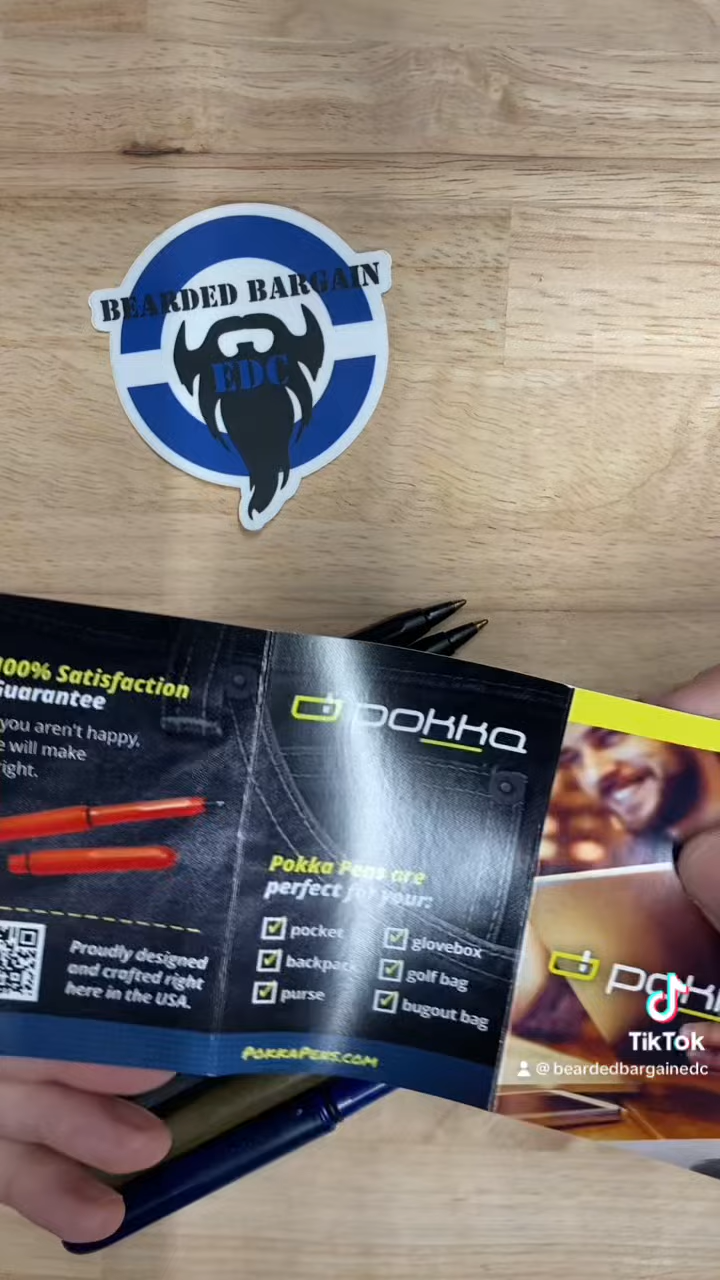 BEARDED BARGAIN
EDC
100% Satisfaction
Guarantee
you aren't happy,
will make
right.
Proudly designed
and crafted right
here in the USA.
pokka
Pokka Pens are
perfect for your:
pocket
backpack
purse
glovebox
golf bag
bugout bag
POKKAPENS.COM
TikTok
@beardedbargainedc